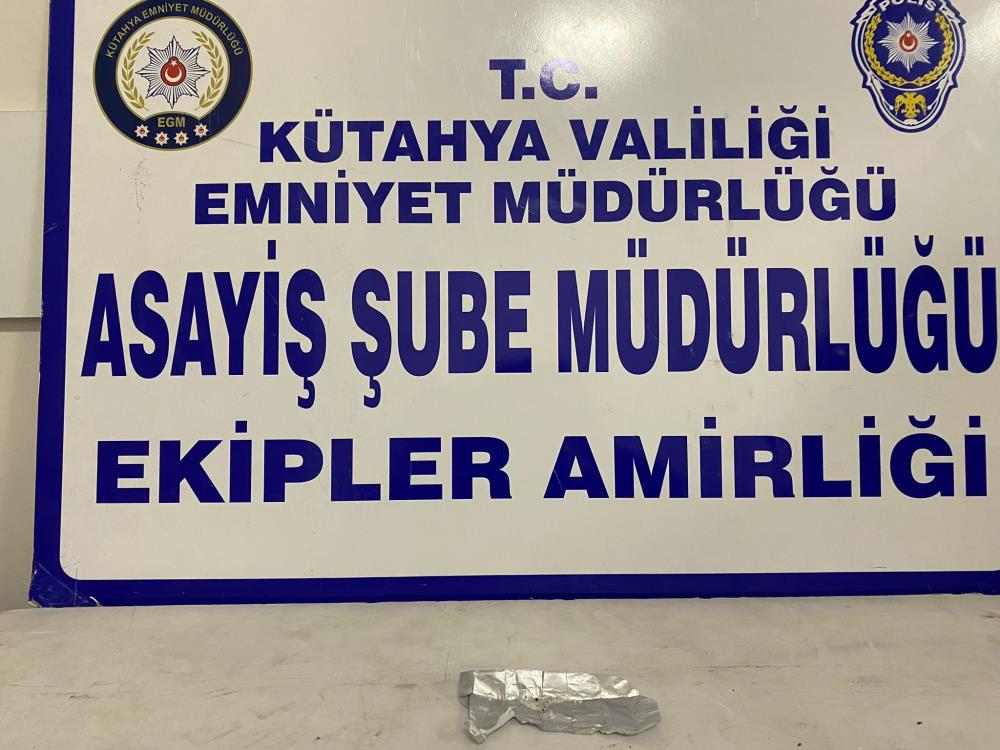 KÜTAHYA EMNİYET MÜDÜRLÜĞÜ
EGM
POLİS
T.C.
KÜTAHYA VALİLİĞİ
EMNİYET MÜDÜRLÜĞÜ
ASAYİŞ ŞUBE MÜDÜRLÜĞÜ
EKİPLER AMİRLİĞİ